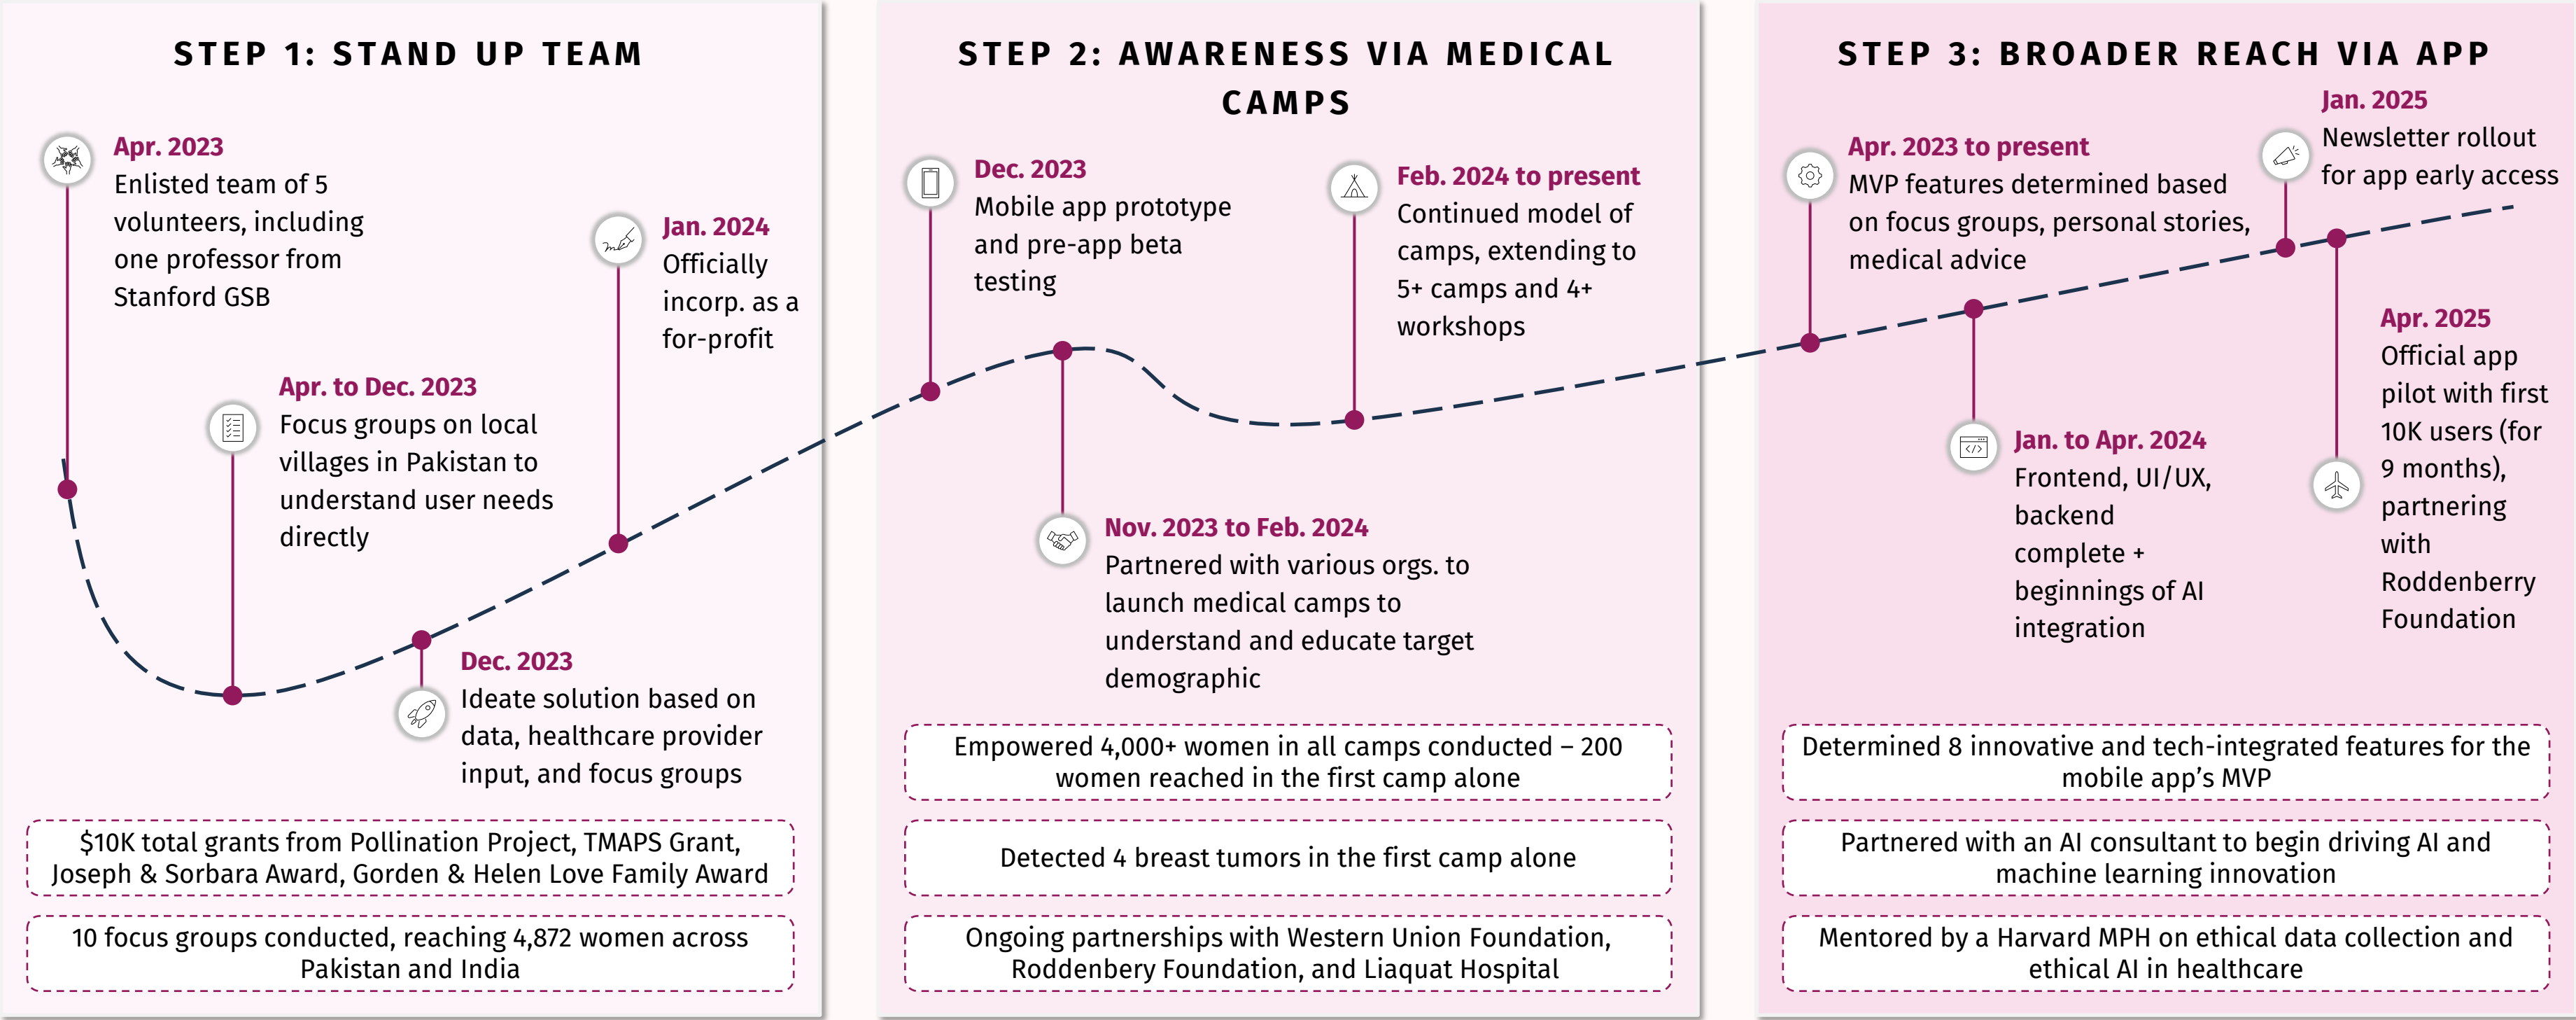 STEP 1: STAND UP TEAM
Apr. 2023
Enlisted team of 5
volunteers, including
one professor from
Stanford GSB
Jan. 2024
Officially
incorp. as a
for-profit
Apr. to Dec. 2023
Focus groups on local
villages in Pakistan to
understand user needs
directly
Dec. 2023
Ideate solution based on
data, healthcare provider
input, and focus groups
$10K total grants from Pollination Project, TMAPS Grant,
Joseph & Sorbara Award, Gorden & Helen Love Family Award
10 focus groups conducted, reaching 4,872 women across
Pakistan and India
STEP 2: AWARENESS VIA MEDICAL
CAMPS
Dec. 2023
Mobile app prototype
and pre-app beta
testing
Feb. 2024 to present
Continued model of
camps, extending to
5+ camps and 4+
workshops
Nov. 2023 to Feb. 2024
Partnered with various orgs. to
launch medical camps to
understand and educate target
demographic
Empowered 4,000+ women in all camps conducted – 200
women reached in the first camp alone
Detected 4 breast tumors in the first camp alone
Ongoing partnerships with Western Union Foundation,
Roddenbery Foundation, and Liaquat Hospital
STEP 3: BROADER REACH VIA APP
Apr. 2023 to present
MVP features determined based
on focus groups, personal stories,
medical advice
Jan. 2025
Newsletter rollout
for app early access
Jan. to Apr. 2024
Frontend, UI/UX,
backend
complete +
beginnings of AI
integration
Apr. 2025
Official app
pilot with first
10K users (for
9 months),
partnering
with
Roddenberry
Foundation
Determined 8 innovative and tech-integrated features for the
mobile app’s MVP
Partnered with an AI consultant to begin driving AI and
machine learning innovation
Mentored by a Harvard MPH on ethical data collection and
ethical AI in healthcare